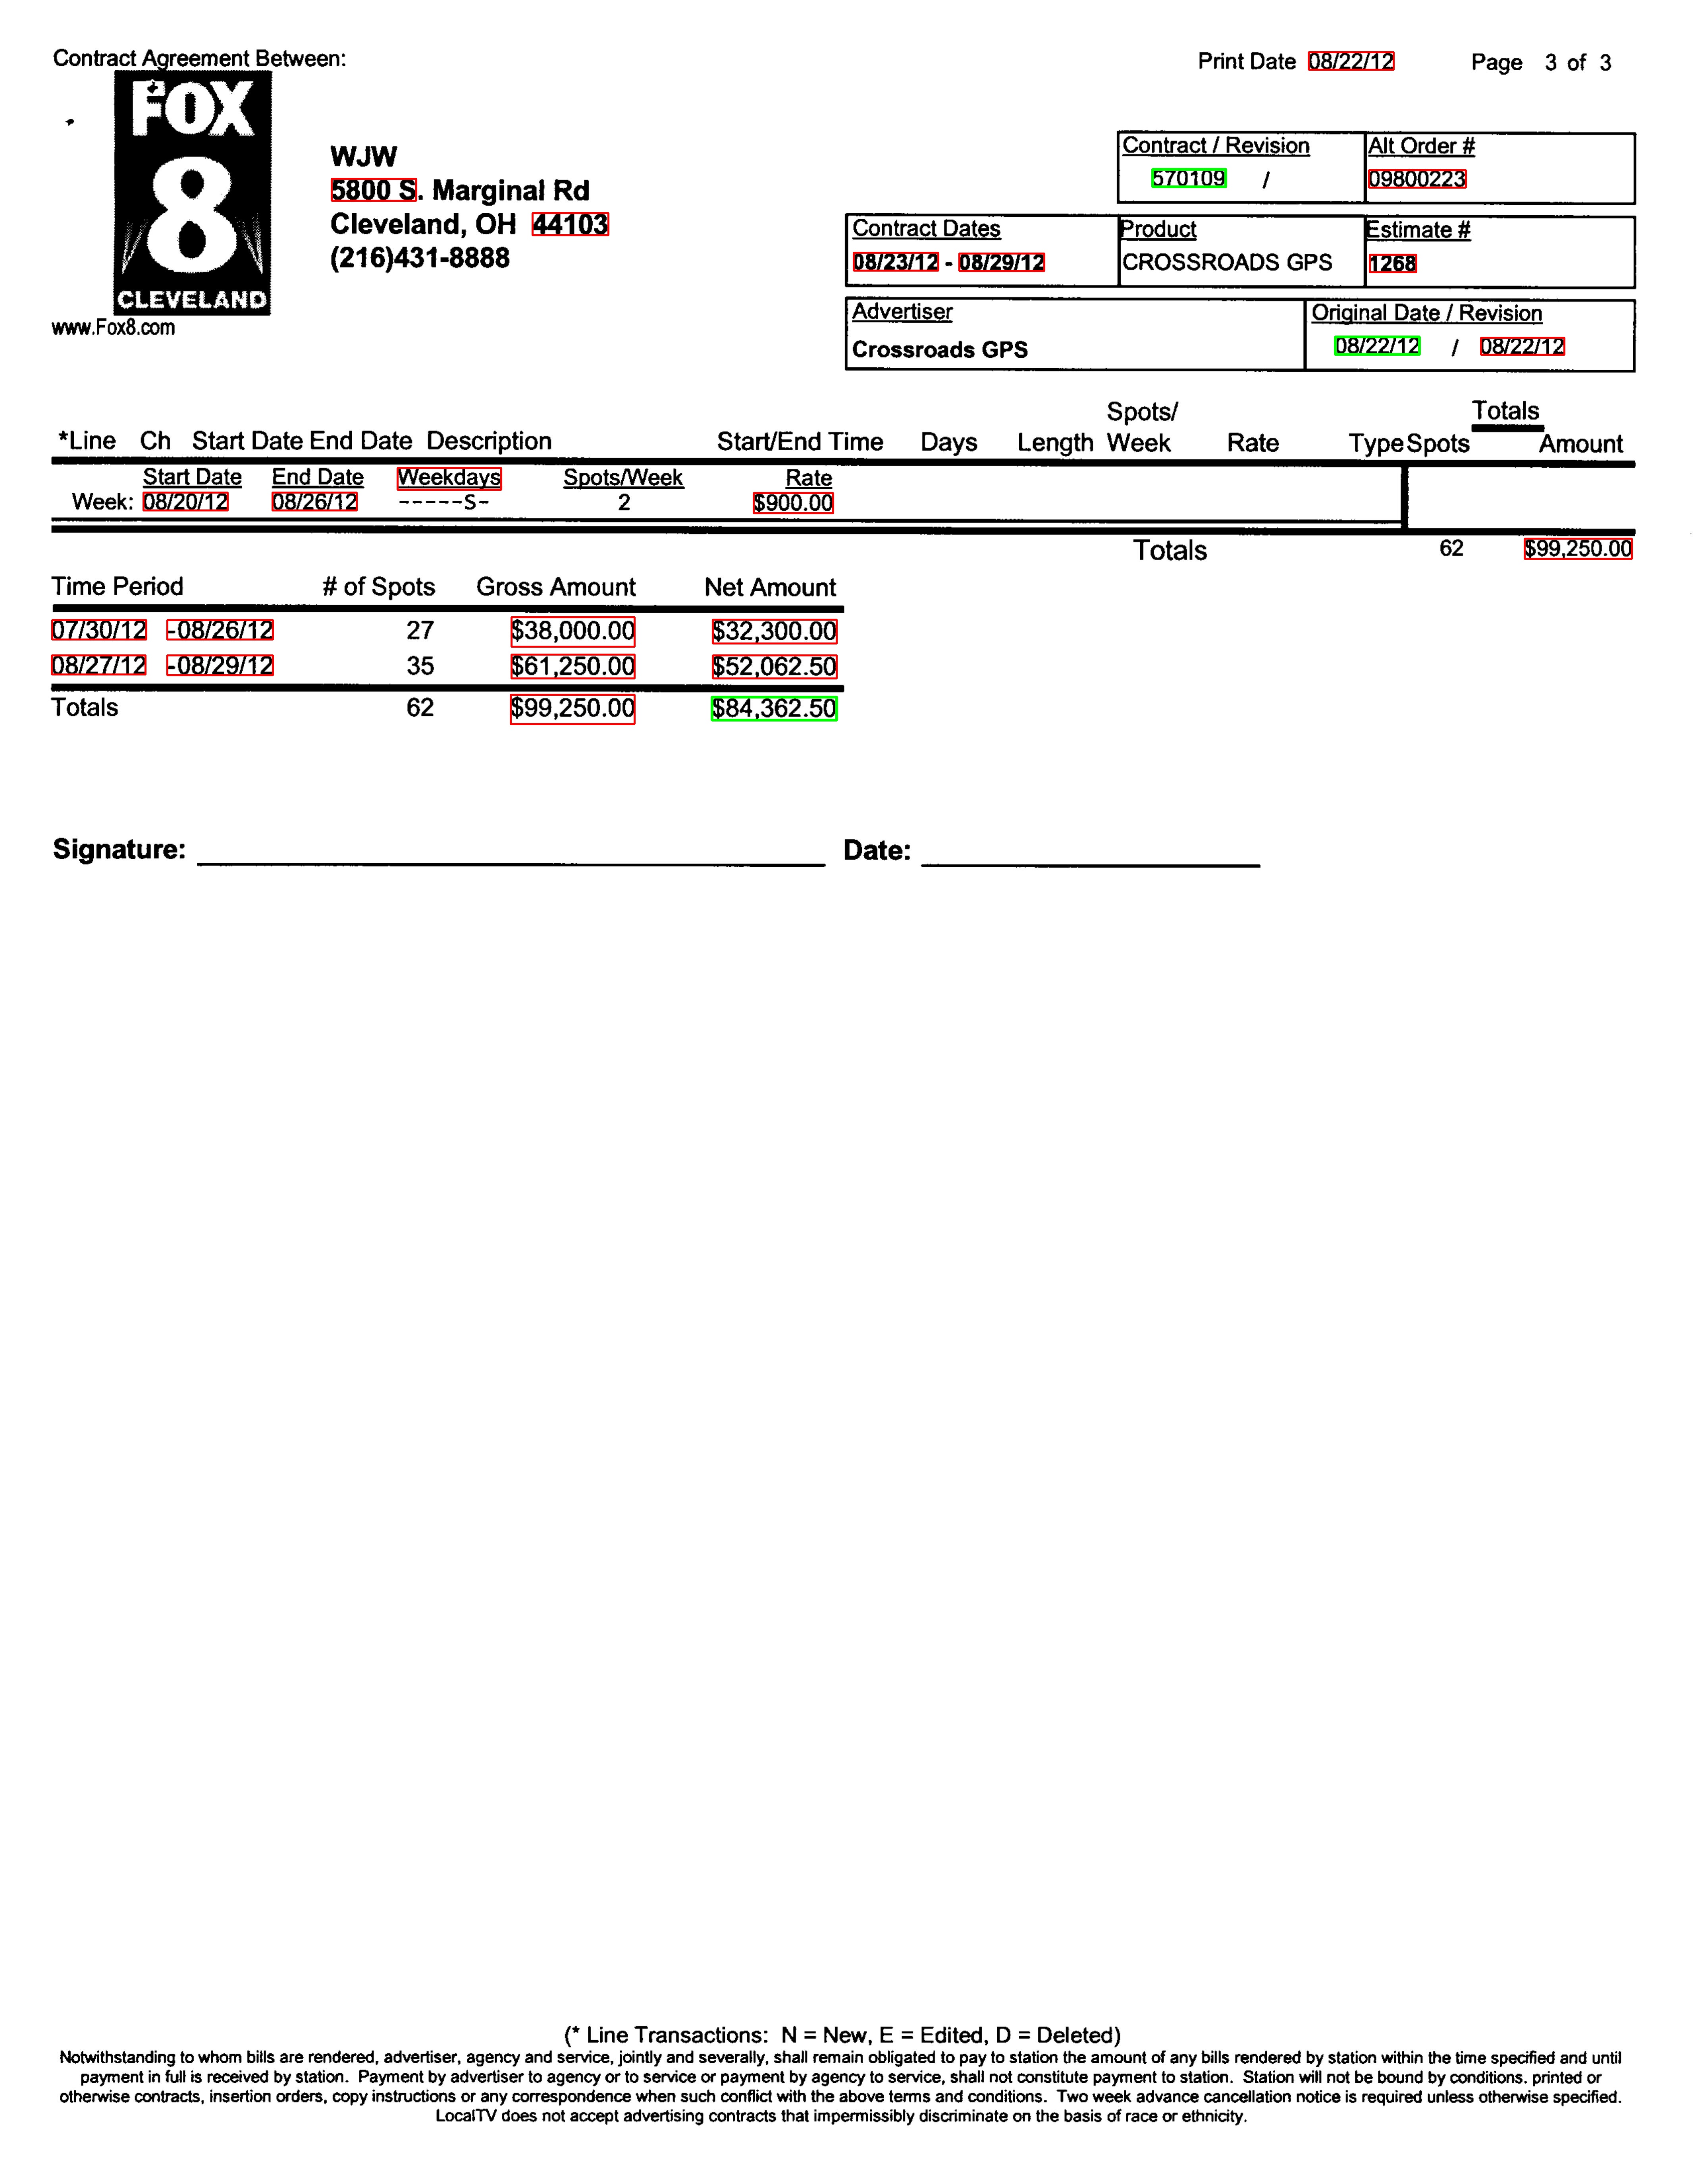 Contract Agreement Between:
Print Date 08/22/12 Page 3 of 3
FOX
8
CLEVELAND
www.Fox8.com
WJW
5800 S. Marginal Rd
Cleveland, OH 44103
(216)431-8888
Contract / Revision Alt Order #
570109 / 09800223
Contract Dates Product Estimate #
08/23/12 - 08/29/12 CROSSROADS GPS 1268
Advertiser Original Date / Revision
Crossroads GPS 08/22/12 / 08/22/12
Spots/ Totals
*Line Ch Start Date End Date Description Start/End Time Days Length Week Rate Type Spots Amount
Start Date End Date Weekdays Spots/Week Rate
Week: 08/20/12 08/26/12 -----S- 2 $900.00
Totals 62 $99,250.00
Time Period # of Spots Gross Amount Net Amount
07/30/12 -08/26/12 27 $38,000.00 $32,300.00
08/27/12 -08/29/12 35 $61,250.00 $52,062.50
Totals 62 $99,250.00 $84,362.50
Signature: Date:
(* Line Transactions: N = New, E = Edited, D = Deleted)
Notwithstanding to whom bills are rendered, advertiser, agency and service, jointly and severally, shall remain obligated to pay to station the amount of any bills rendered by station within the time specified and until
payment in full is received by station. Payment by advertiser to agency or to service or payment by agency to service, shall not constitute payment to station. Station will not be bound by conditions. printed or
otherwise contracts, insertion orders, copy instructions or any correspondence when such conflict with the above terms and conditions. Two week advance cancellation notice is required unless otherwise specified.
LocalTV does not accept advertising contracts that impermissibly discriminate on the basis of race or ethnicity.